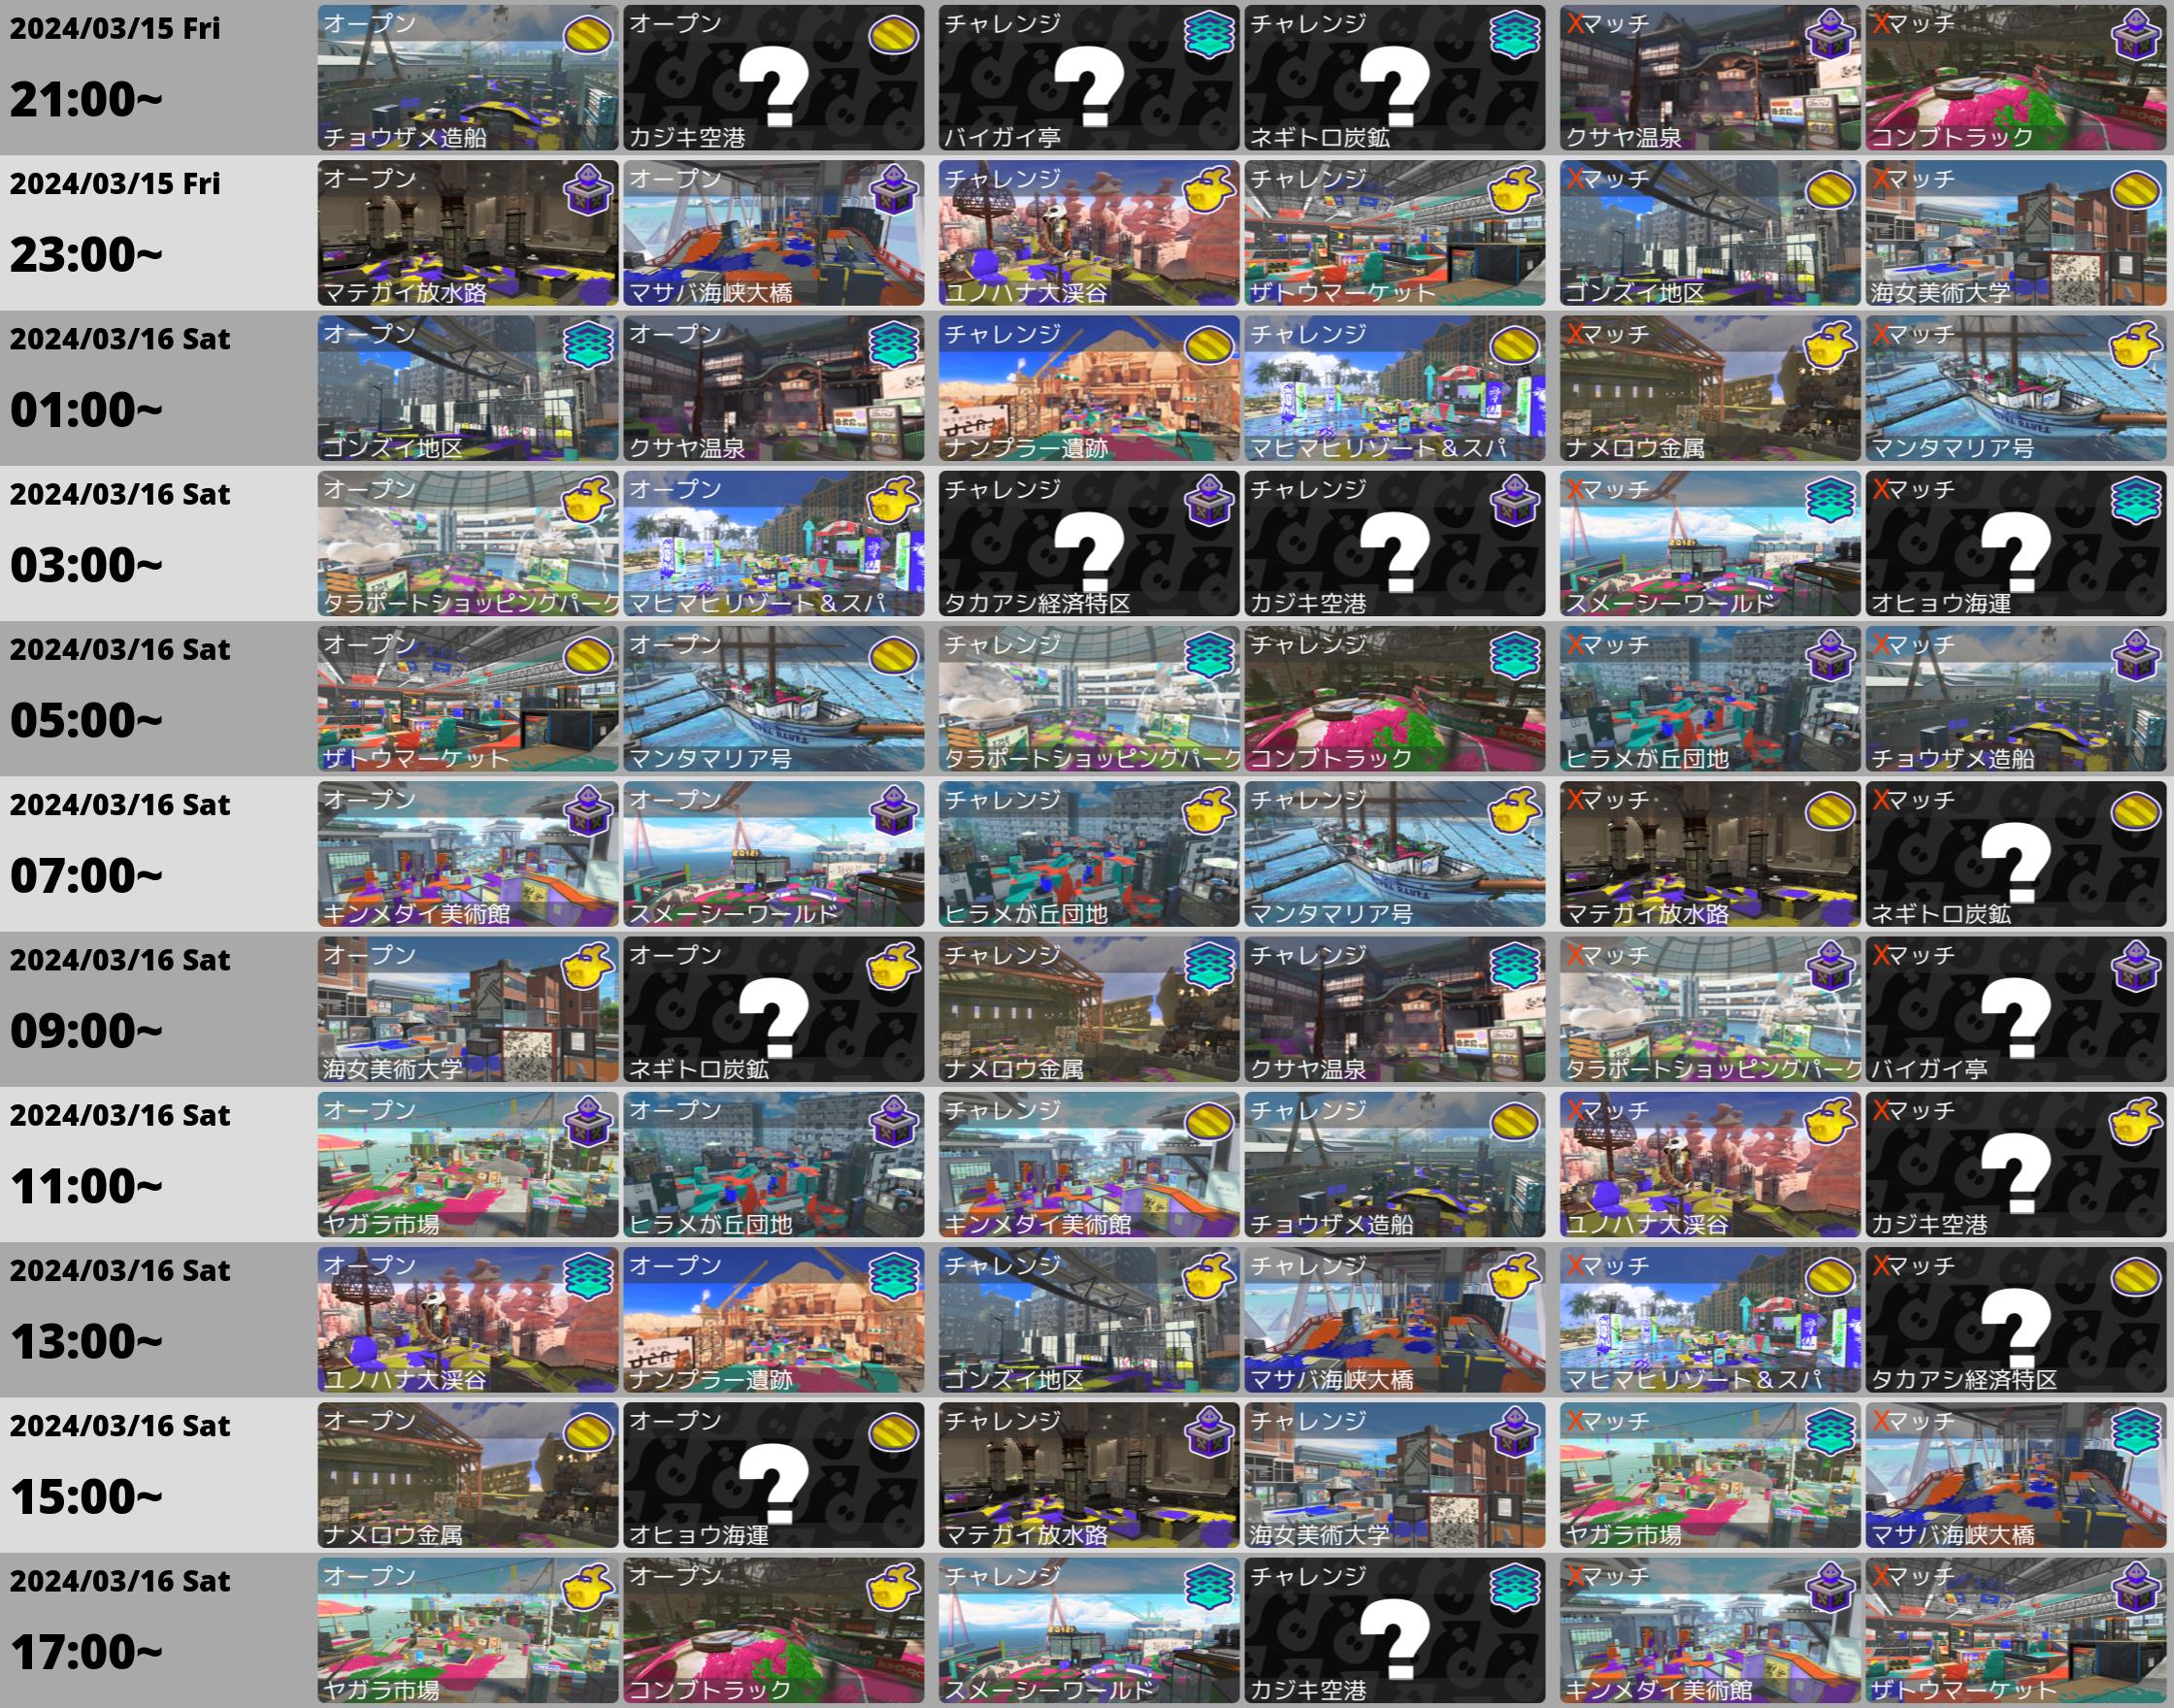 2024/03/15 Fri
21:00~
オープン
チョウザメ造船
オープン
カジキ空港
チャレンジ
バイガイ亭
チャレンジ
ネギトロ炭鉱
Xマッチ
クサヤ温泉
Xマッチ
コンブトラック
2024/03/15 Fri
23:00~
オープン
マテガイ放水路
オープン
マサバ海峡大橋
チャレンジ
ユノハナ大渓谷
チャレンジ
ザトウマーケット
Xマッチ
ゴンズイ地区
Xマッチ
海女美術大学
2024/03/16 Sat
01:00~
オープン
ゴンズイ地区
オープン
クサヤ温泉
チャレンジ
ナンプラー遺跡
チャレンジ
マヒマヒリゾート&スパ
Xマッチ
ナメロウ金属
Xマッチ
マンタマリア号
2024/03/16 Sat
03:00~
オープン
タラポートショッピングパーク
オープン
マヒマヒリゾート&スパ
チャレンジ
タカアシ経済特区
チャレンジ
カジキ空港
Xマッチ
スメーシーワールド
Xマッチ
オヒョウ海運
2024/03/16 Sat
05:00~
オープン
ザトウマーケット
オープン
マンタマリア号
チャレンジ
タラポートショッピングパーク
チャレンジ
コンブトラック
Xマッチ
ヒラメが丘団地
Xマッチ
チョウザメ造船
2024/03/16 Sat
07:00~
オープン
キンメダイ美術館
オープン
スメーシーワールド
チャレンジ
ヒラメが丘団地
チャレンジ
マンタマリア号
Xマッチ
マテガイ放水路
Xマッチ
ネギトロ炭鉱
2024/03/16 Sat
09:00~
オープン
海女美術大学
オープン
ネギトロ炭鉱
チャレンジ
ナメロウ金属
チャレンジ
クサヤ温泉
Xマッチ
タラポートショッピングパーク
Xマッチ
バイガイ亭
2024/03/16 Sat
11:00~
オープン
ヤガラ市場
オープン
ヒラメが丘団地
チャレンジ
キンメダイ美術館
チャレンジ
チョウザメ造船
Xマッチ
ユノハナ大渓谷
Xマッチ
カジキ空港
2024/03/16 Sat
13:00~
オープン
ユノハナ大渓谷
オープン
ナンプラー遺跡
チャレンジ
ゴンズイ地区
チャレンジ
マサバ海峡大橋
Xマッチ
マヒマヒリゾート&スパ
Xマッチ
タカアシ経済特区
2024/03/16 Sat
15:00~
オープン
ナメロウ金属
オープン
オヒョウ海運
チャレンジ
マテガイ放水路
チャレンジ
海女美術大学
Xマッチ
ヤガラ市場
Xマッチ
マサバ海峡大橋
2024/03/16 Sat
17:00~
オープン
ヤガラ市場
オープン
コンブトラック
チャレンジ
スメーシーワールド
チャレンジ
カジキ空港
Xマッチ
キンメダイ美術館
Xマッチ
ザトウマーケット